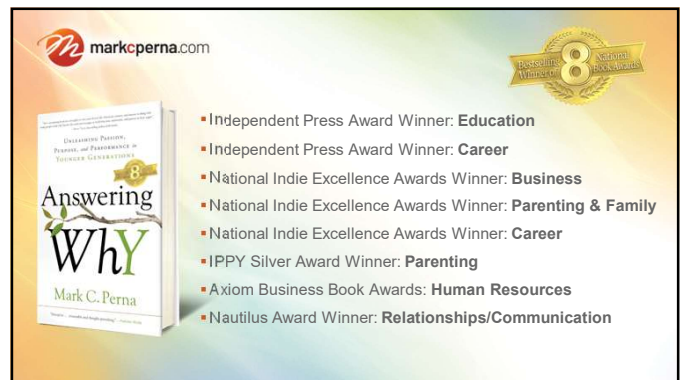 markcperna.com
Bestselling
Winner of
8
National
Book Awards
UNLEASHING PASSION,
PURPOSE, and PERFORMANCE in
YOUNGER GENERATIONS
8
Answering
WhY
Mark C. Perna
Independent Press Award Winner: Education
Independent Press Award Winner: Career
National Indie Excellence Awards Winner: Business
National Indie Excellence Awards Winner: Parenting & Family
National Indie Excellence Awards Winner: Career
IPPY Silver Award Winner: Parenting
Axiom Business Book Awards: Human Resources
Nautilus Award Winner: Relationships/Communication